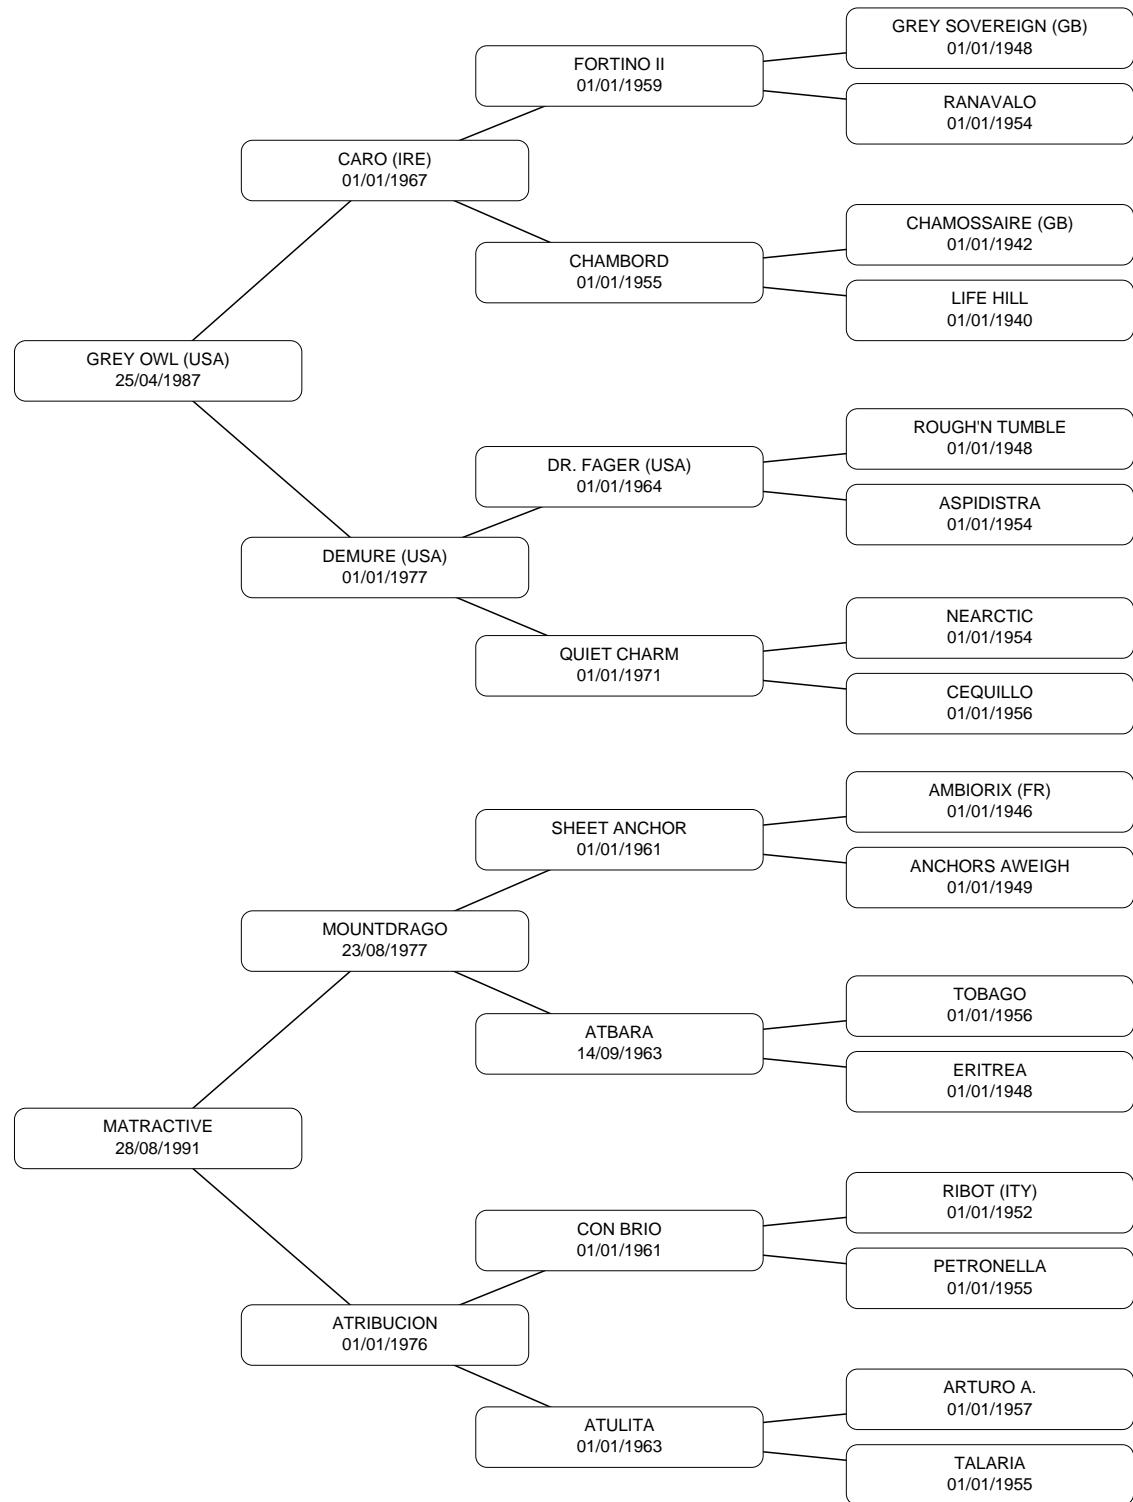 GREY SOVEREIGN (GB)
01/01/1948
FORTINO II
01/01/1959
RANAVALO
01/01/1954
CARO (IRE)
01/01/1967
CHAMOSSAIRE (GB)
01/01/1942
CHAMBORD
01/01/1955
LIFE HILL
01/01/1940
GREY OWL (USA)
25/04/1987
ROUGH'N TUMBLE
01/01/1948
DR. FAGER (USA)
01/01/1964
ASPIDISTRA
01/01/1954
DEMURE (USA)
01/01/1977
NEARCTIC
01/01/1954
QUIET CHARM
01/01/1971
CEQUILLO
01/01/1956
AMBIORIX (FR)
01/01/1946
SHEET ANCHOR
01/01/1961
ANCHORS AWEIGH
01/01/1949
MOUNTDRAGO
23/08/1977
TOBAGO
01/01/1956
ATBARA
14/09/1963
ERITREA
01/01/1948
MATRACTIVE
28/08/1991
RIBOT (ITY)
01/01/1952
CON BRIO
01/01/1961
PETRONELLA
01/01/1955
ATRIBUCION
01/01/1976
ARTURO A.
01/01/1957
ATULITA
01/01/1963
TALARIA
01/01/1955